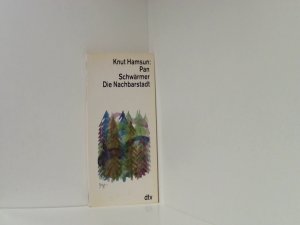 Knut Hamsun:
Pan
Schwärmer
Die Nachbarstadt
dtv